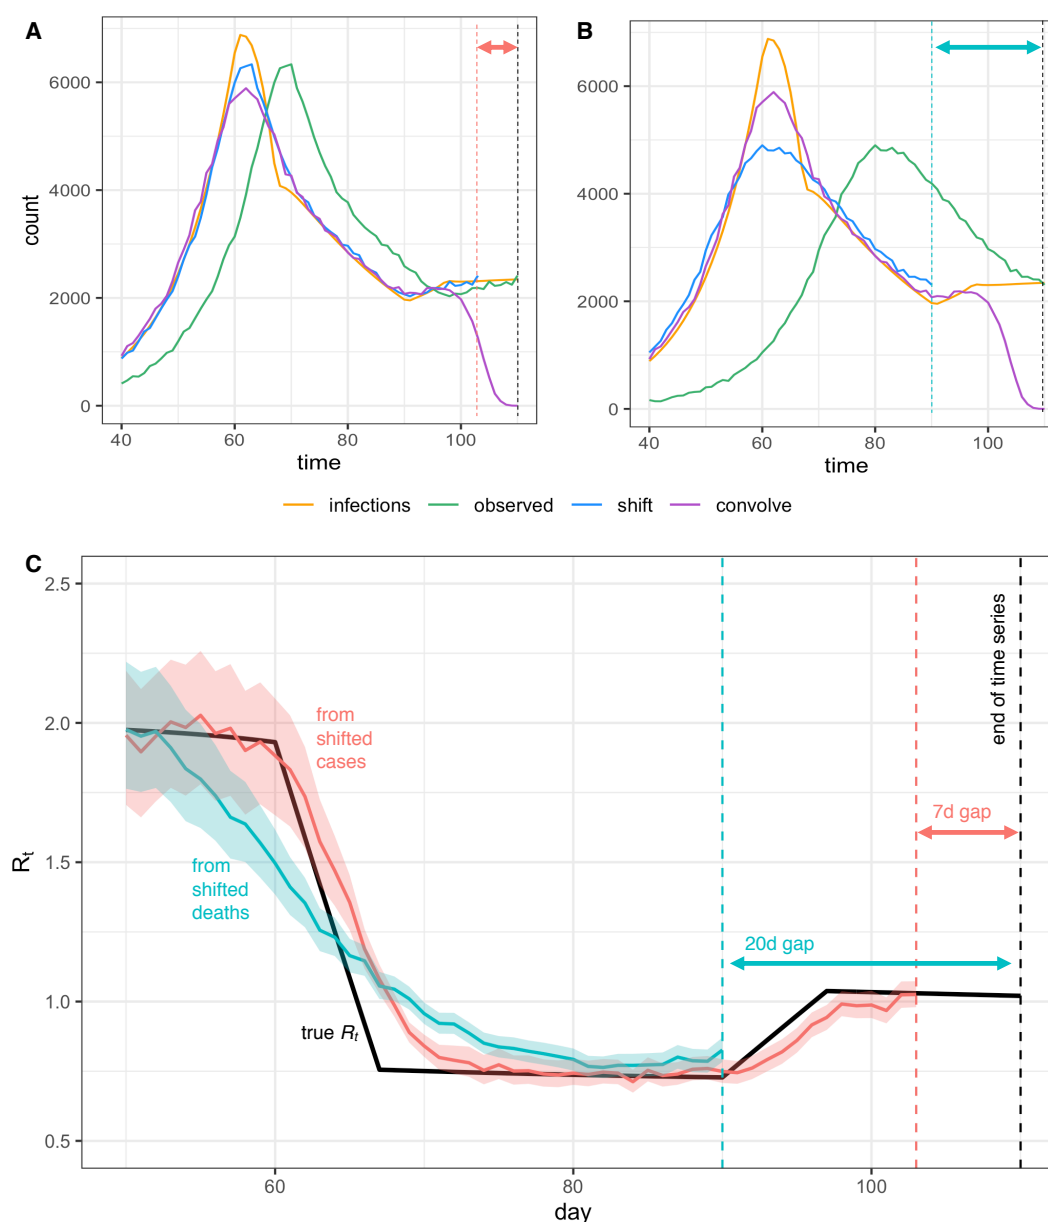 A
B
6000
4000
2000
0
count
40
60
80
100
time
6000
4000
2000
0
40
60
80
100
time
infections
observed
shift
convolve
C
2.5
2.0
1.5
1.0
0.5
Rt
from
shifted
cases
from
shifted
deaths
true Rt
end of time series
7d gap
20d gap
60
80
100
day